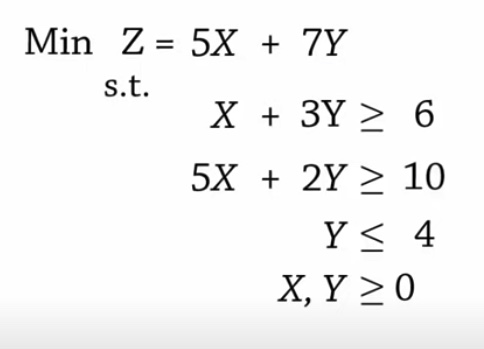 Min Z = 5X + 7Y
s.t.
X + 3Y ≥ 6
5X + 2Y ≥ 10
Y ≤ 4
X, Y ≥ 0